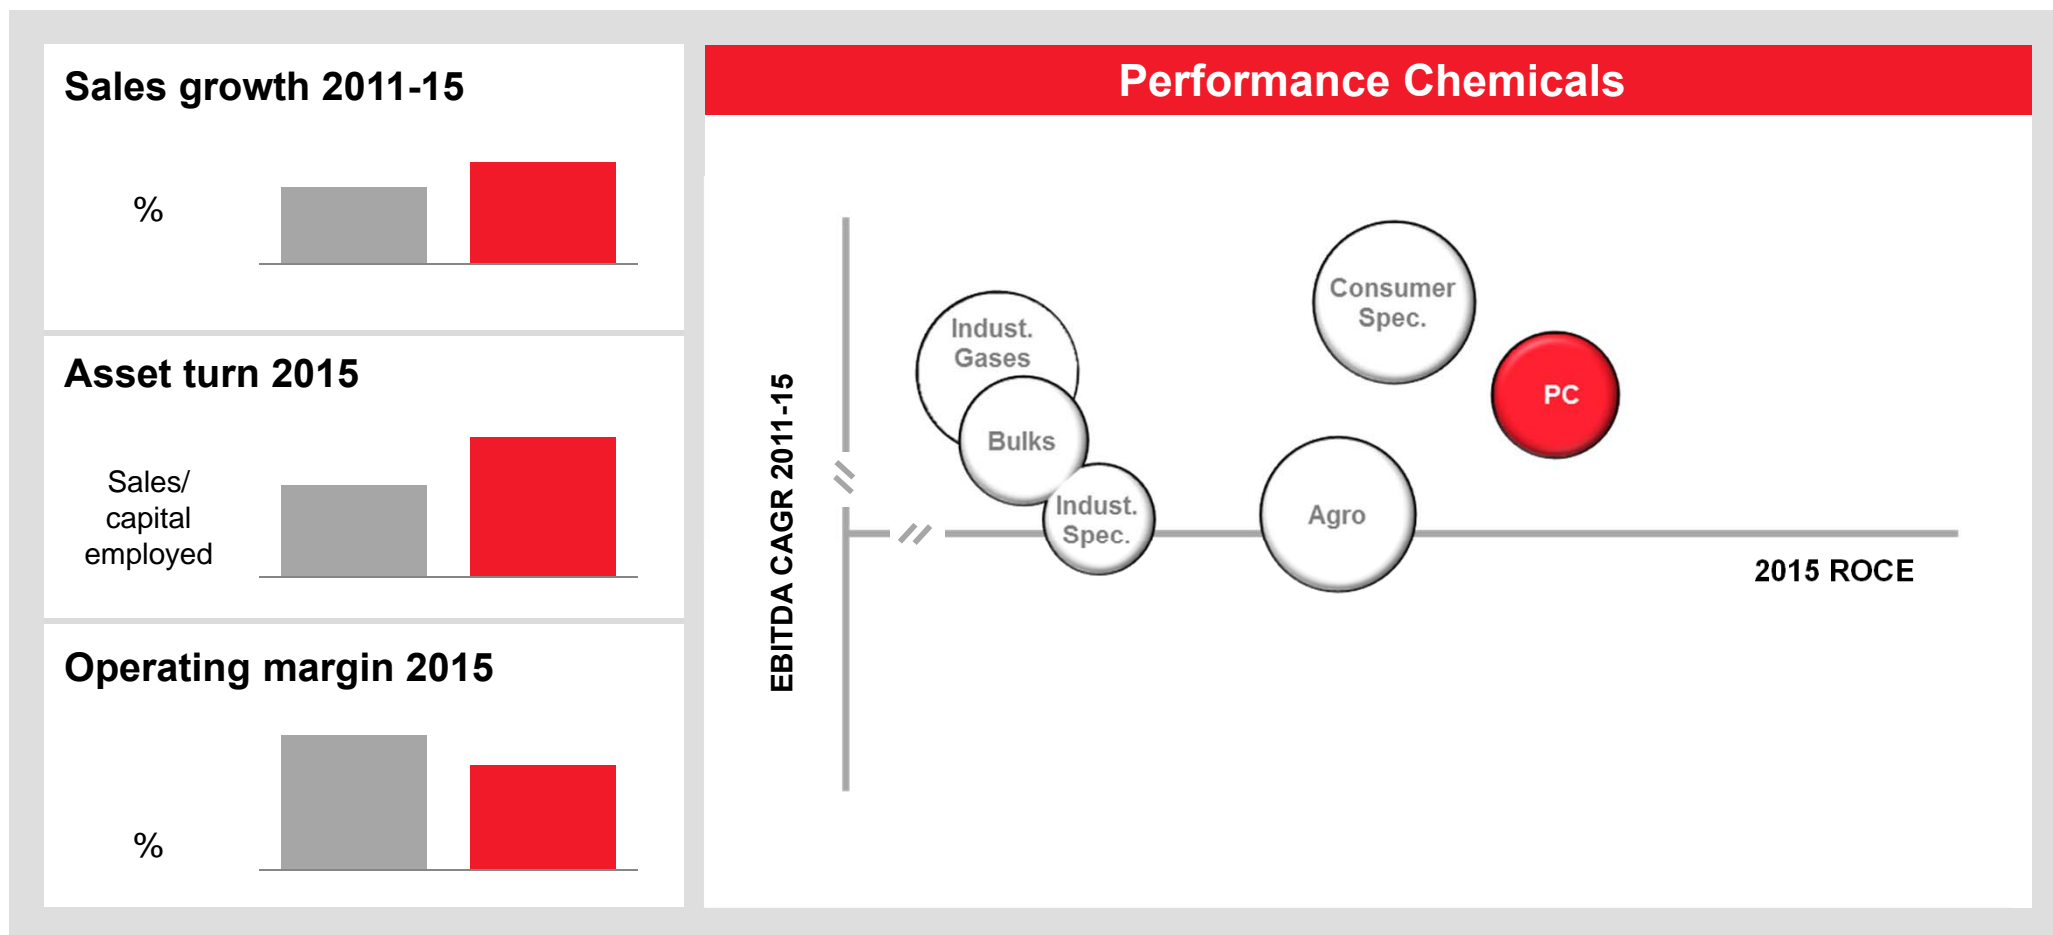 Sales growth 2011-15
%
Asset turn 2015
Sales/
capital
employed
Operating margin 2015
%
Performance Chemicals
EBITDA CAGR 2011-15
Indust.
Gases
Bulks
Indust.
Spec.
Consumer
Spec.
PC
Agro
2015 ROCE